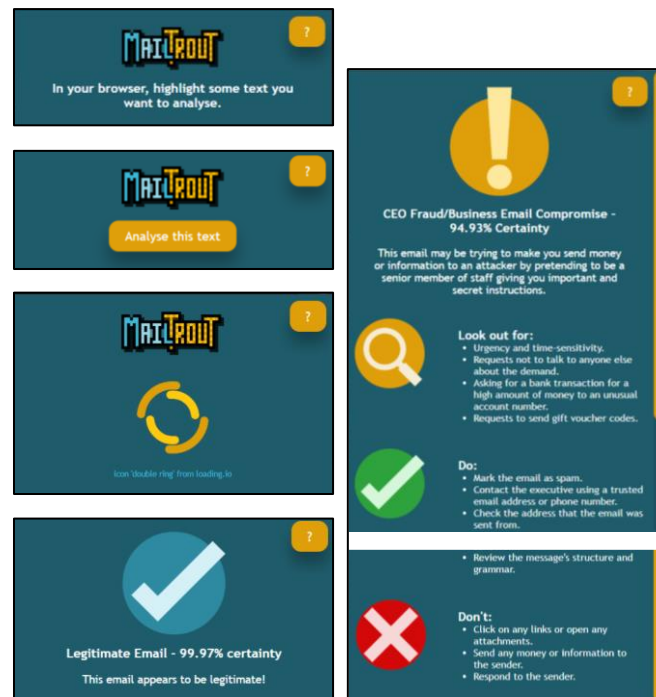 MAILTROUT
?
In your browser, highlight some text you
want to analyse.
MAILTROUT
?
Analyse this text
MAILTROUT
?
Icon 'double ring' from loading.io
?
Legitimate Email - 99.97% certainty
This email appears to be legitimate!
?
CEO Fraud/Business Email Compromise -
94.93% Certainty
This email may be trying to make you send money
or information to an attacker by pretending to be a
senior member of staff giving you important and
secret instructions.
Look out for:
• Urgency and time-sensitivity.
• Requests not to talk to anyone else
about the demand.
• Asking for a bank transaction for a
high amount of money to an unusual
account number.
• Requests to send gift voucher codes.
Do:
• Mark the email as spam.
• Contact the executive using a trusted
email address or phone number.
• Check the address that the email was
sent from.
• Review the message's structure and
grammar.
Don't:
• Click on any links or open any
attachments.
• Send any money or information to
the sender.
• Respond to the sender.